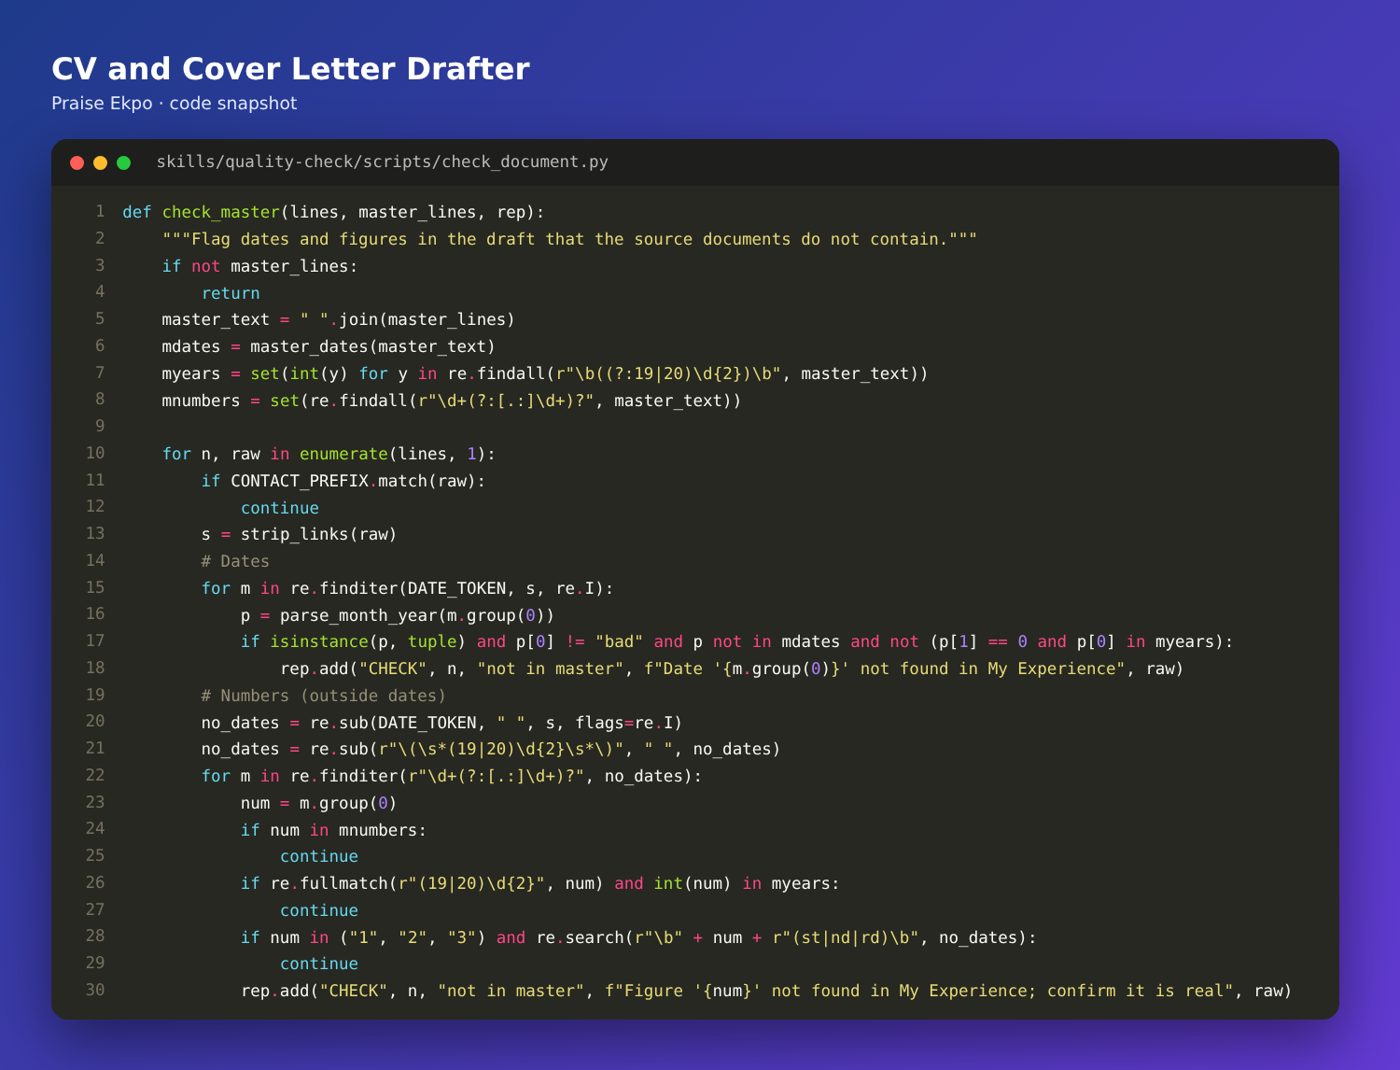 CV and Cover Letter Drafter
Praise Ekpo · code snapshot
skills/quality-check/scripts/check_document.py
1 def check_master(lines, master_lines, rep):
2     """Flag dates and figures in the draft that the source documents do not contain."""
3     if not master_lines:
4         return
5     master_text = " ".join(master_lines)
6     mdates = master_dates(master_text)
7     myears = set(int(y) for y in re.findall(r"\b((?:19|20)\d{2})\b", master_text))
8     mnumbers = set(re.findall(r"\d+(?:[.:]\d+)?", master_text))
9
10     for n, raw in enumerate(lines, 1):
11         if CONTACT_PREFIX.match(raw):
12             continue
13         s = strip_links(raw)
14         # Dates
15         for m in re.finditer(DATE_TOKEN, s, re.I):
16             p = parse_month_year(m.group(0))
17             if isinstance(p, tuple) and p[0] != "bad" and p not in mdates and not (p[1] == 0 and p[0] in myears):
18                 rep.add("CHECK", n, "not in master", f"Date '{m.group(0)}' not found in My Experience", raw)
19         # Numbers (outside dates)
20         no_dates = re.sub(DATE_TOKEN, " ", s, flags=re.I)
21         no_dates = re.sub(r"\(\s*(19|20)\d{2}\s*\)", " ", no_dates)
22         for m in re.finditer(r"\d+(?:[.:]\d+)?", no_dates):
23             num = m.group(0)
24             if num in mnumbers:
25                 continue
26             if re.fullmatch(r"(19|20)\d{2}", num) and int(num) in myears:
27                 continue
28             if num in ("1", "2", "3") and re.search(r"\b" + num + r"(st|nd|rd)\b", no_dates):
29                 continue
30             rep.add("CHECK", n, "not in master", f"Figure '{num}' not found in My Experience; confirm it is real", raw)